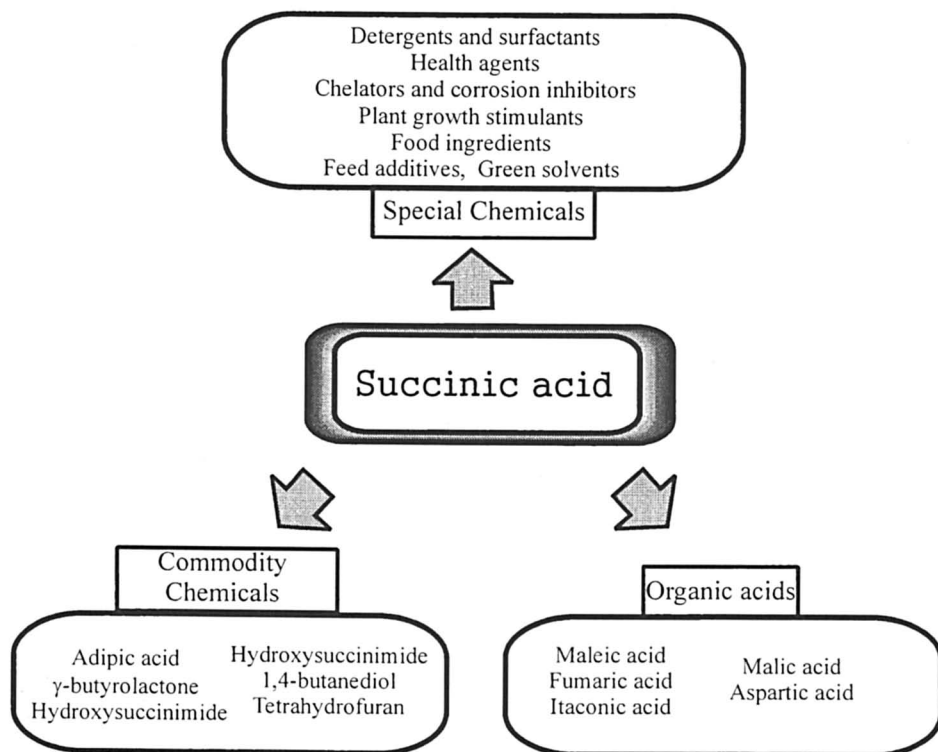 Detergents and surfactants
Health agents
Chelators and corrosion inhibitors
Plant growth stimulants
Food ingredients
Feed additives, Green solvents
Special Chemicals
Succinic acid
Commodity
Chemicals
Adipic acid
γ-butyrolactone
Hydroxysuccinimide
Hydroxysuccinimide
1,4-butanediol
Tetrahydrofuran
Organic acids
Maleic acid
Fumaric acid
Itaconic acid
Malic acid
Aspartic acid